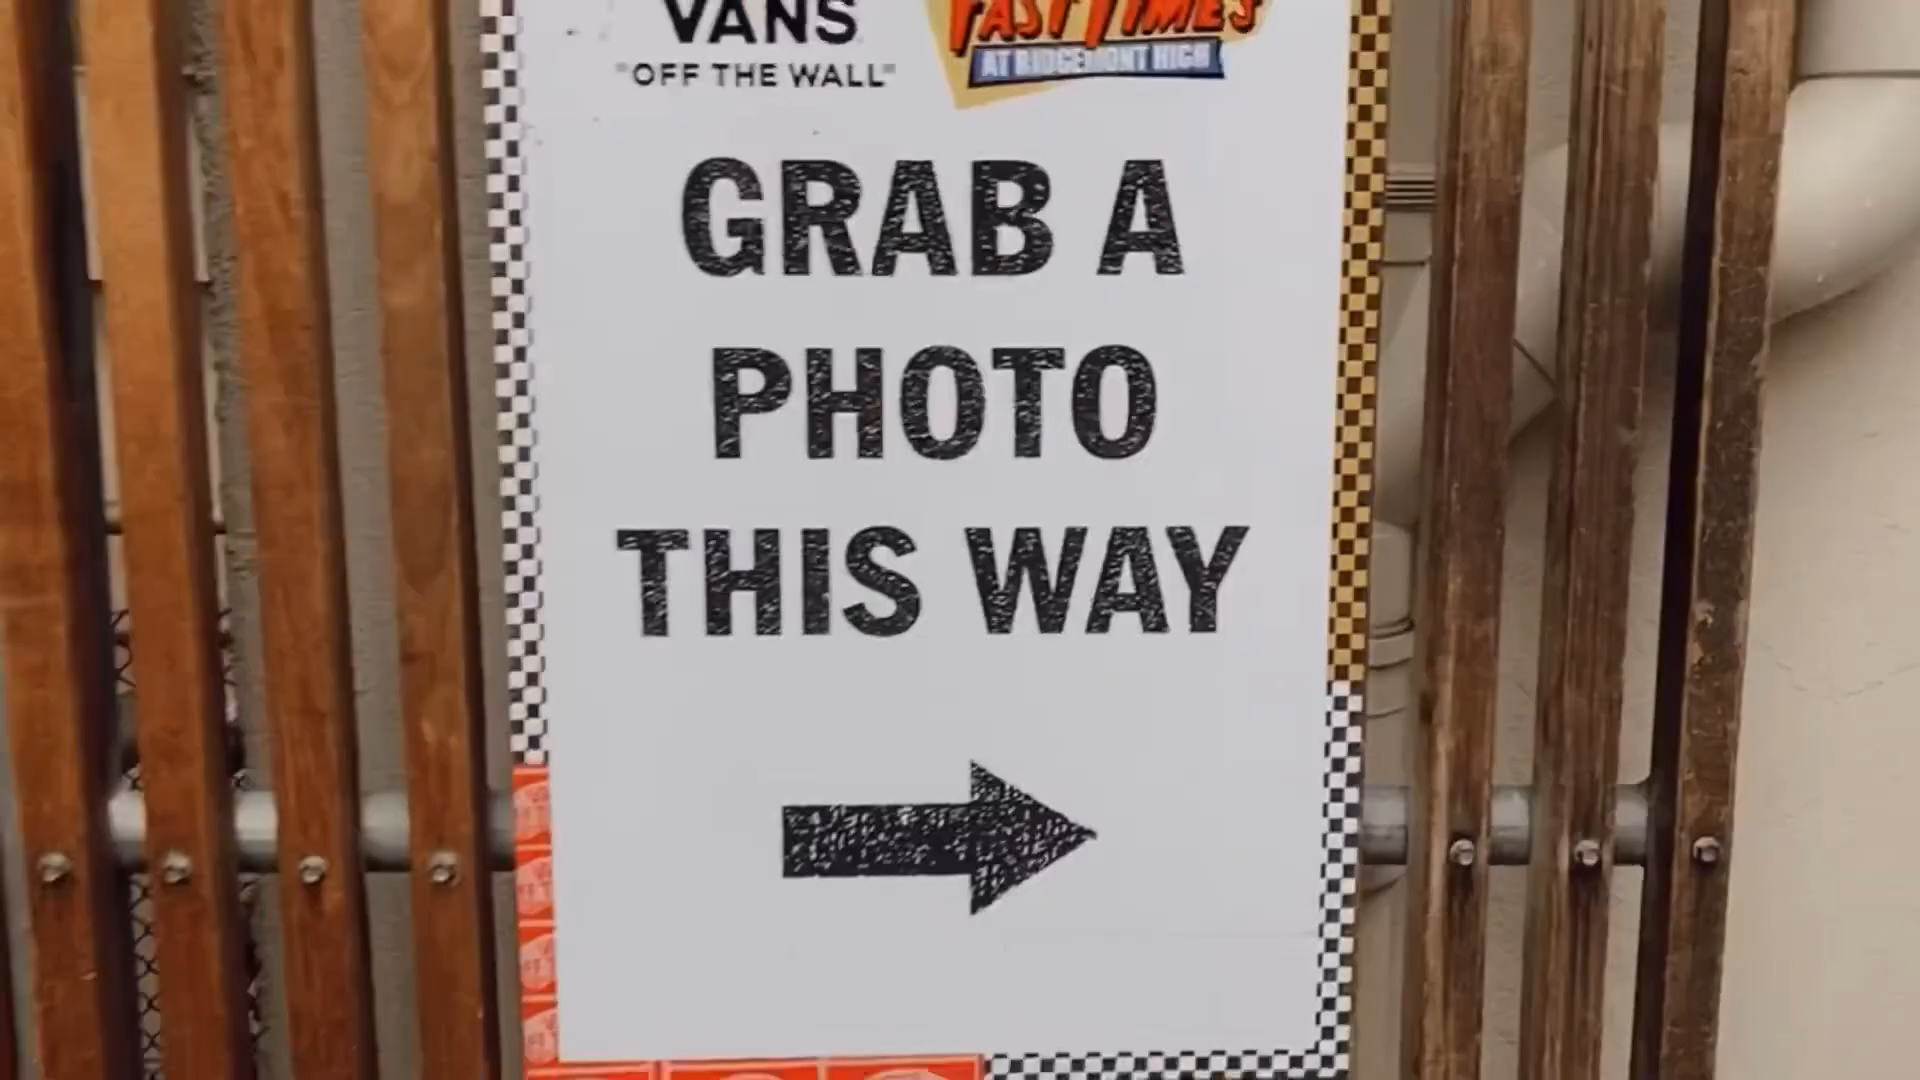 VANS
"OFF THE WALL"
FAST TIMES
AT RIDGEMONT HIGH
GRAB A
PHOTO
THIS WAY